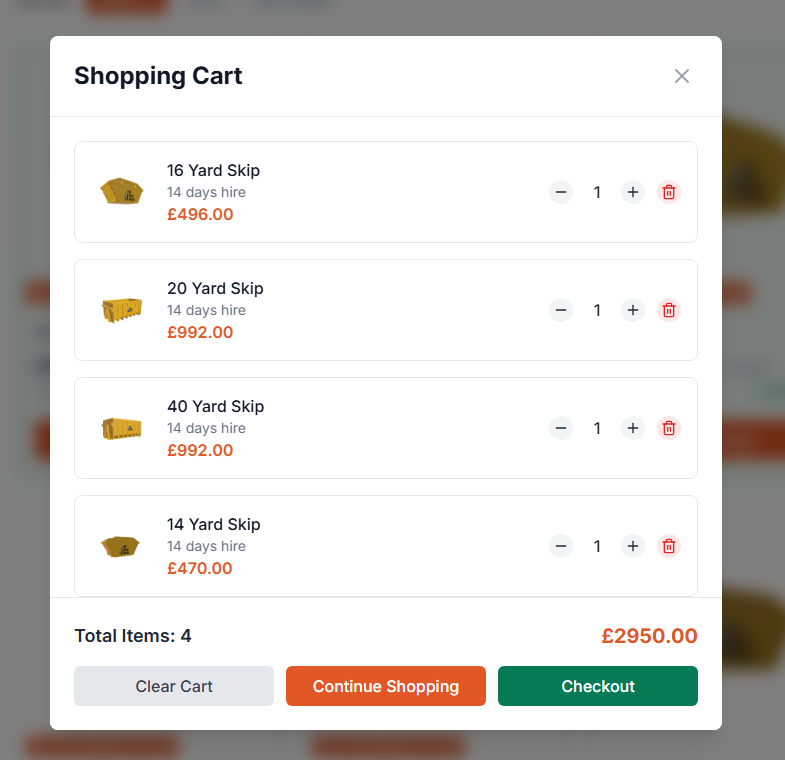 Shopping Cart
16 Yard Skip
14 days hire
£496.00
1
20 Yard Skip
14 days hire
£992.00
1
40 Yard Skip
14 days hire
£992.00
1
14 Yard Skip
14 days hire
£470.00
1
Total Items: 4
£2950.00
Clear Cart
Continue Shopping
Checkout